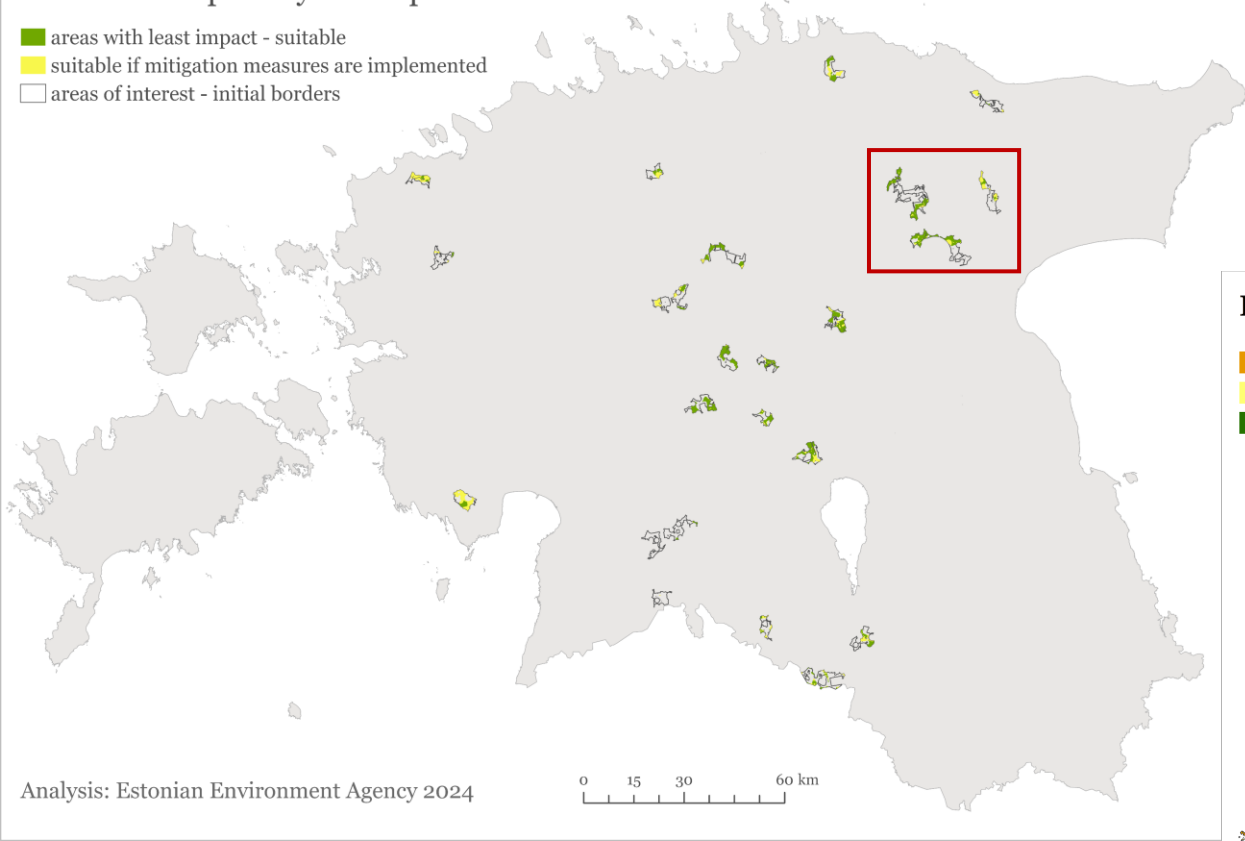 areas with least impact - suitable
suitable if mitigation measures are implemented
areas of interest - initial borders
0 15 30 60 km
Analysis: Estonian Environment Agency 2024